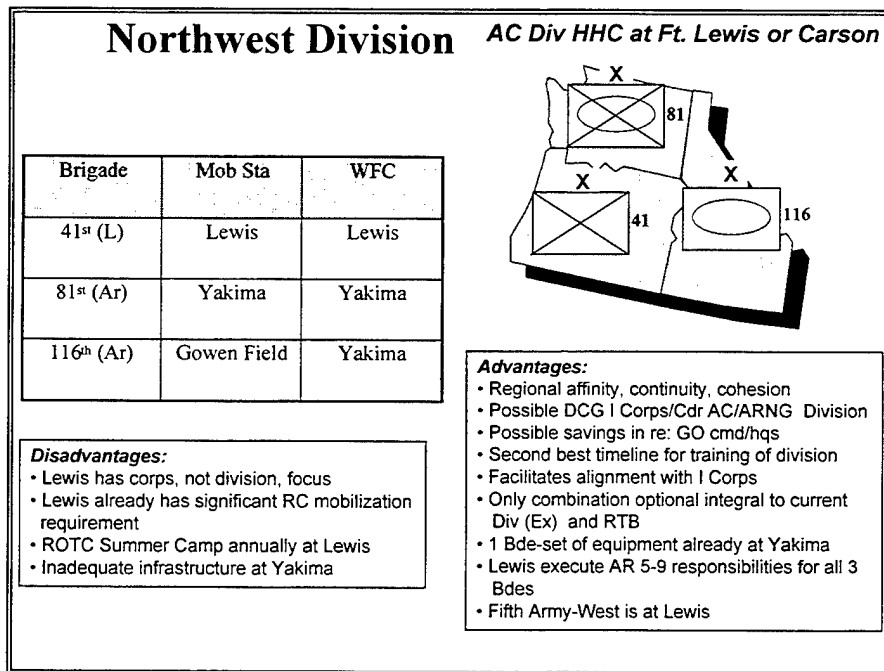 Northwest Division
AC Div HHC at Ft. Lewis or Carson
X
81
X
41
X
116
Brigade Mob Sta WFC
41st (L) Lewis Lewis
81st (Ar) Yakima Yakima
116th (Ar) Gowen Field Yakima
Disadvantages:
• Lewis has corps, not division, focus
• Lewis already has significant RC mobilization
requirement
• ROTC Summer Camp annually at Lewis
• Inadequate infrastructure at Yakima
Advantages:
• Regional affinity, continuity, cohesion
• Possible DCG I Corps/Cdr AC/ARNG Division
• Possible savings in re: GO cmd/hqs
• Second best timeline for training of division
• Facilitates alignment with I Corps
• Only combination optional integral to current
Div (Ex) and RTB
• 1 Bde-set of equipment already at Yakima
• Lewis execute AR 5-9 responsibilities for all 3
Bdes
• Fifth Army-West is at Lewis